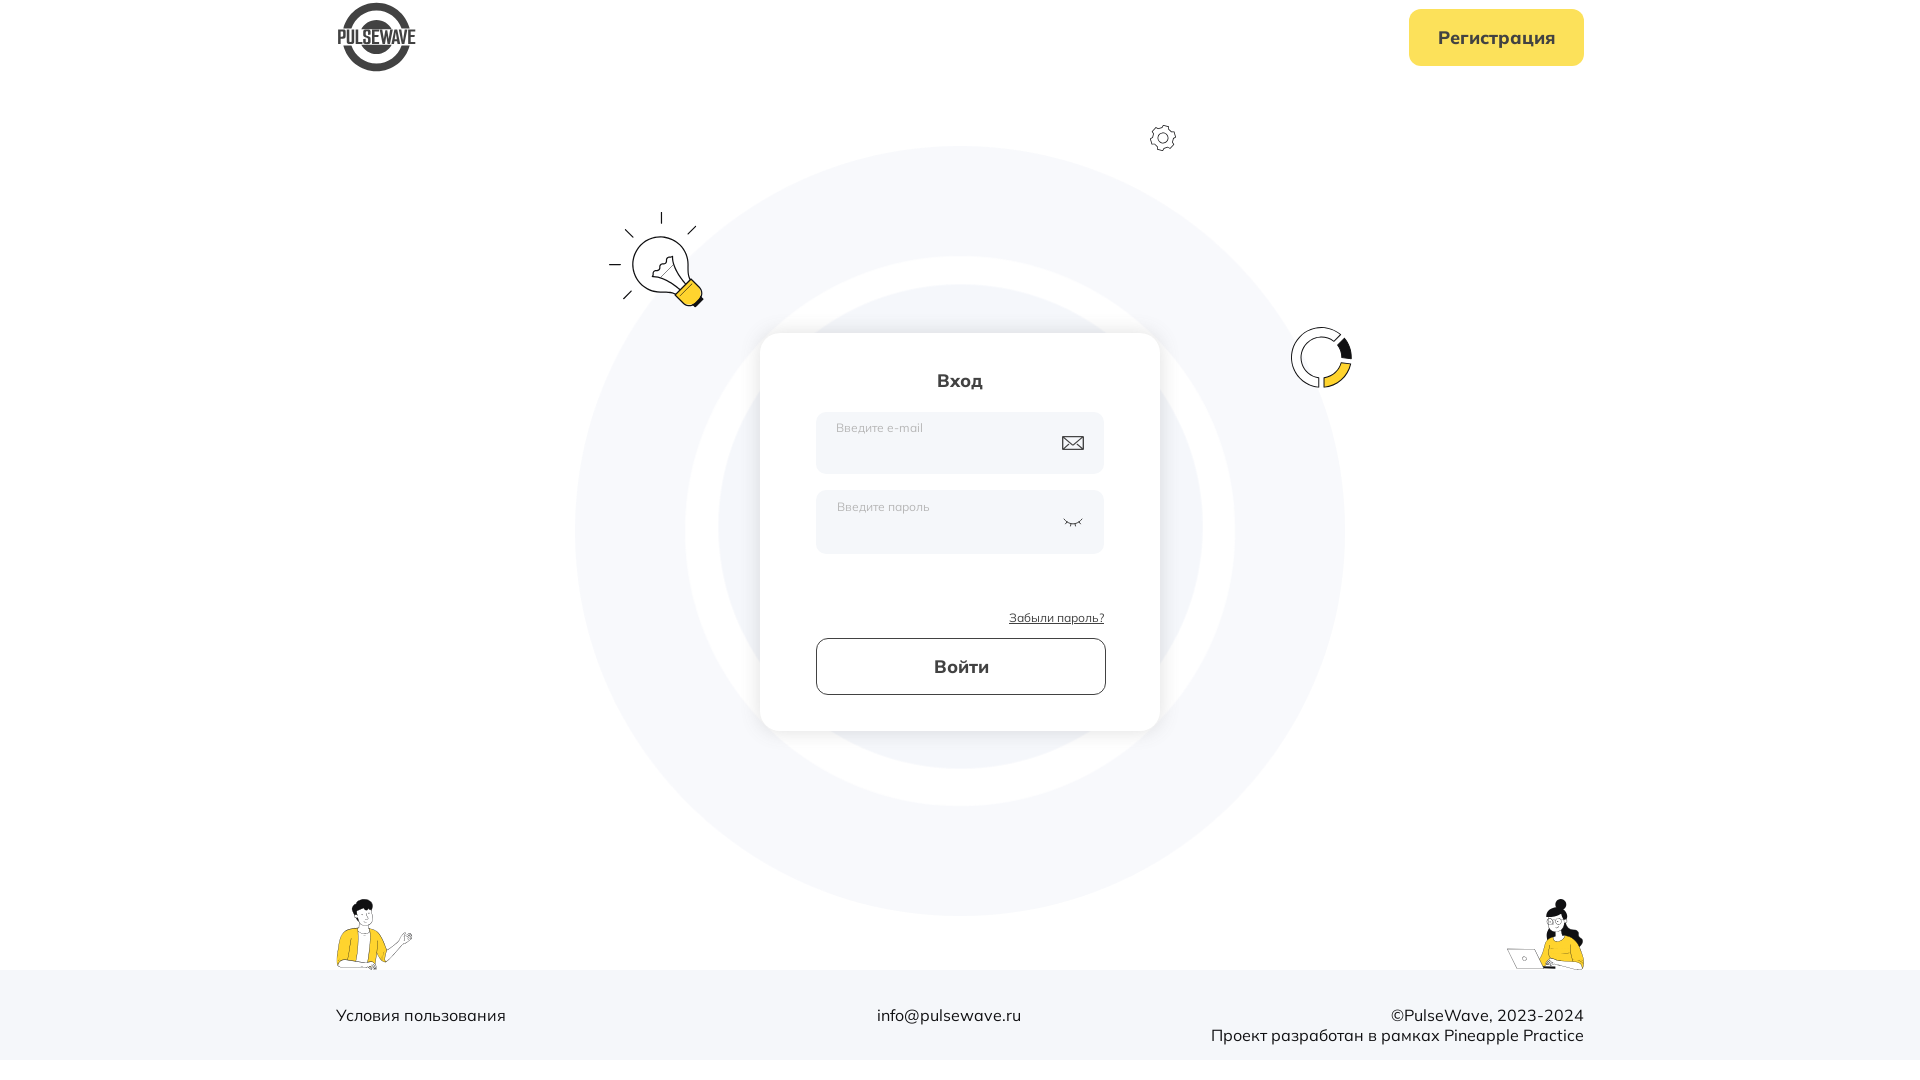 PULSEWAVE
Регистрация
Вход
Введите e-mail
Введите пароль
Забыли пароль?
Войти
Условия пользования
info@pulsewave.ru
©PulseWave, 2023-2024
Проект разработан в рамках Pineapple Practice